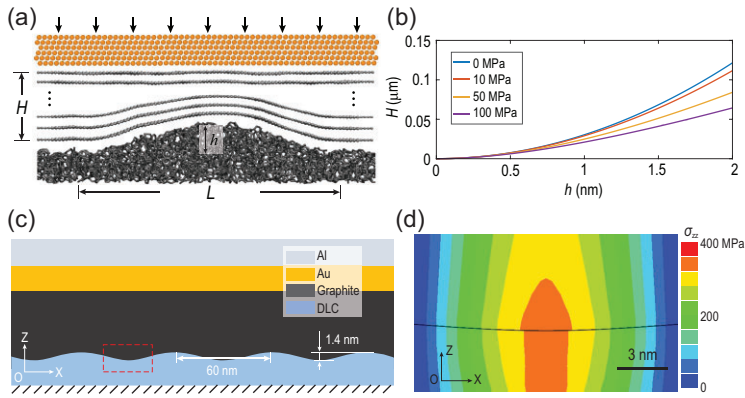 (a)
H
h
L
(b)
H (μm)
0.15
0.1
0.05
0
0 MPa
10 MPa
50 MPa
100 MPa
0
0.5
1
1.5
2
h (nm)
(c)
Al
Au
Graphite
DLC
Z
O
X
60 nm
1.4 nm
(d)
σzz
400 MPa
200
0
Z
O
X
3 nm